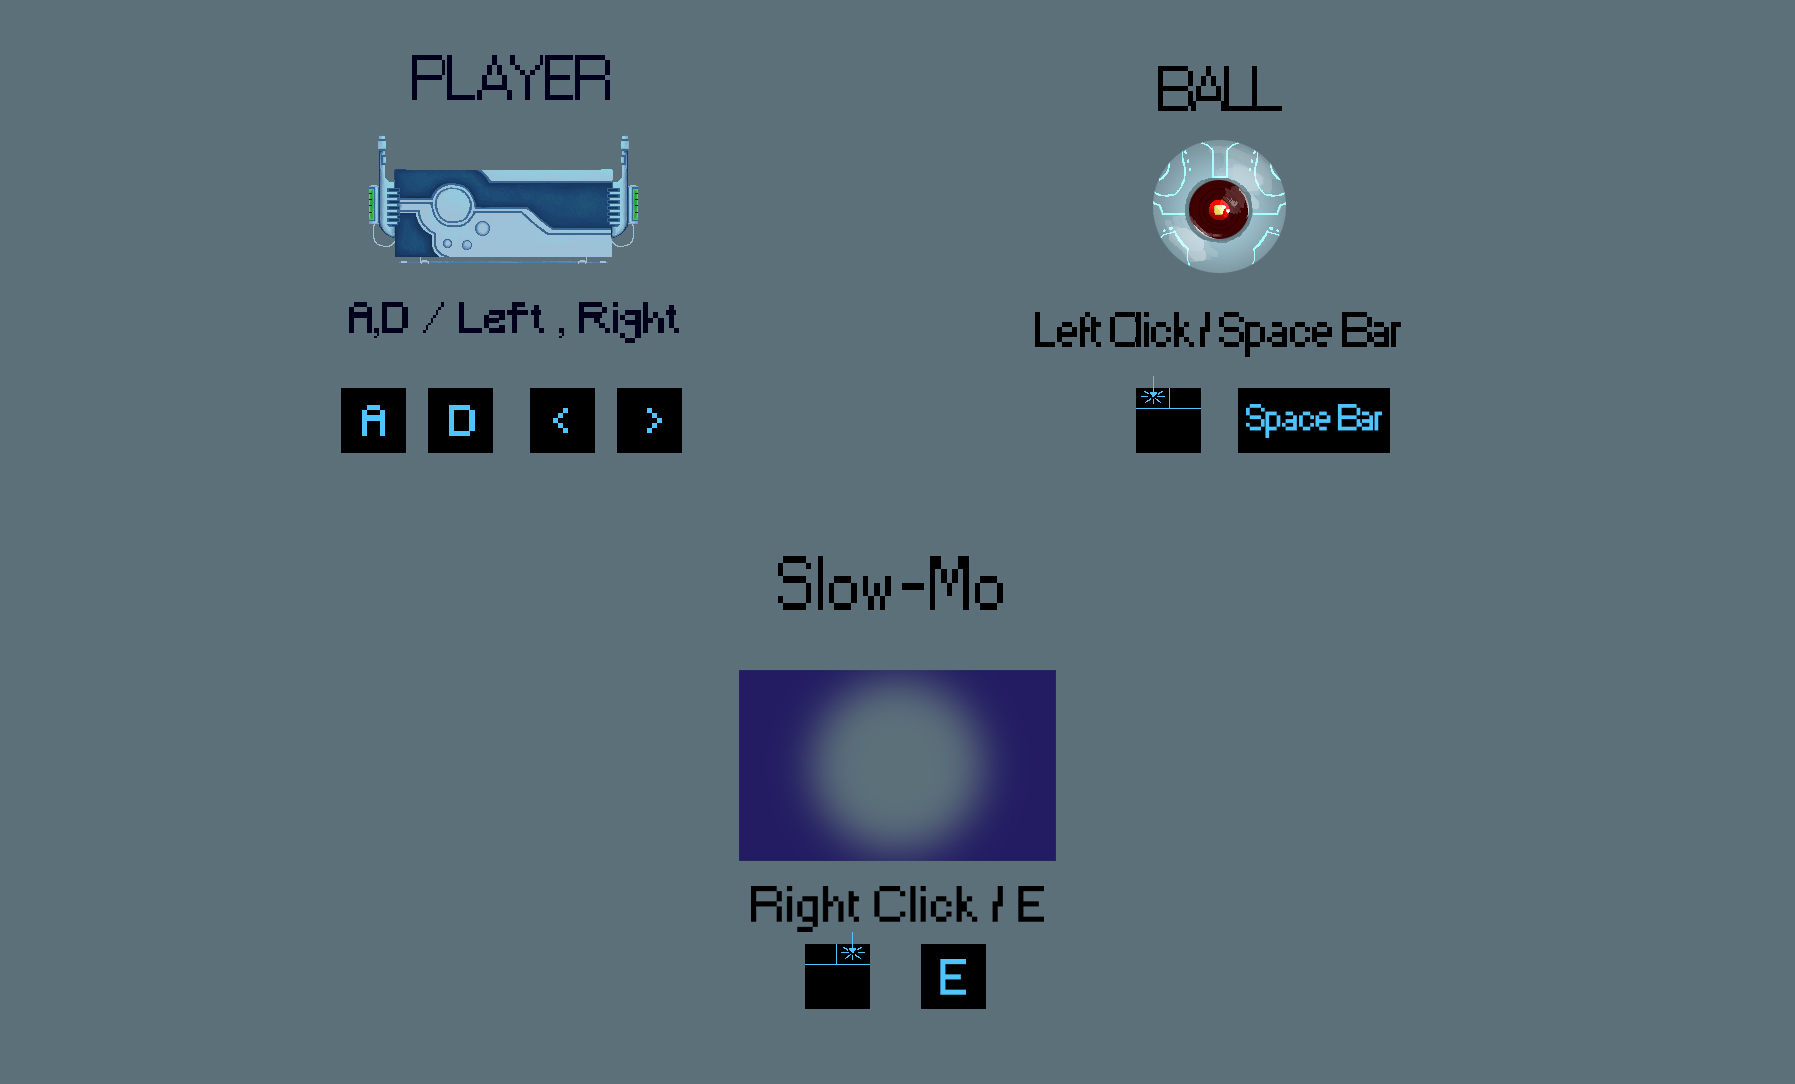 PLAYER
A,D / Left , Right
A D < >
BALL
Left Click / Space Bar
Space Bar
Slow-Mo
Right Click / E
E